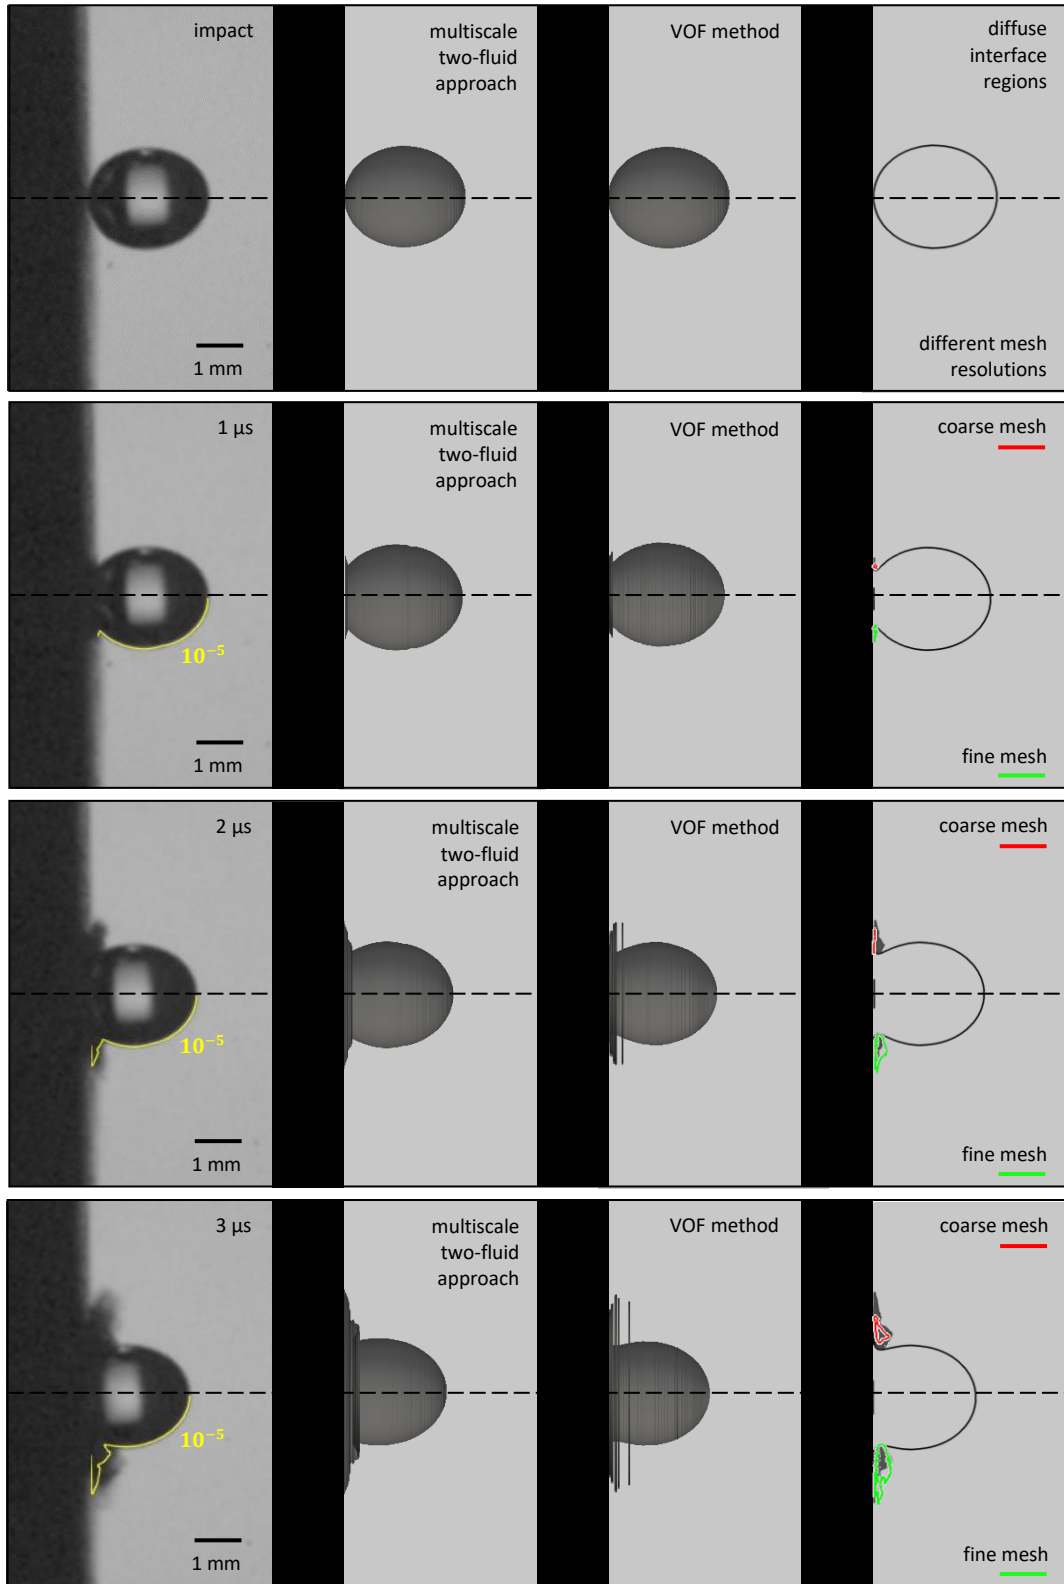 impact
1 mm
multiscale
two-fluid
approach
VOF method
diffuse
interface
regions
different mesh
resolutions
1 µs
10⁻⁵
1 mm
multiscale
two-fluid
approach
VOF method
coarse mesh
fine mesh
2 µs
10⁻⁵
1 mm
multiscale
two-fluid
approach
VOF method
coarse mesh
fine mesh
3 µs
10⁻⁵
1 mm
multiscale
two-fluid
approach
VOF method
coarse mesh
fine mesh